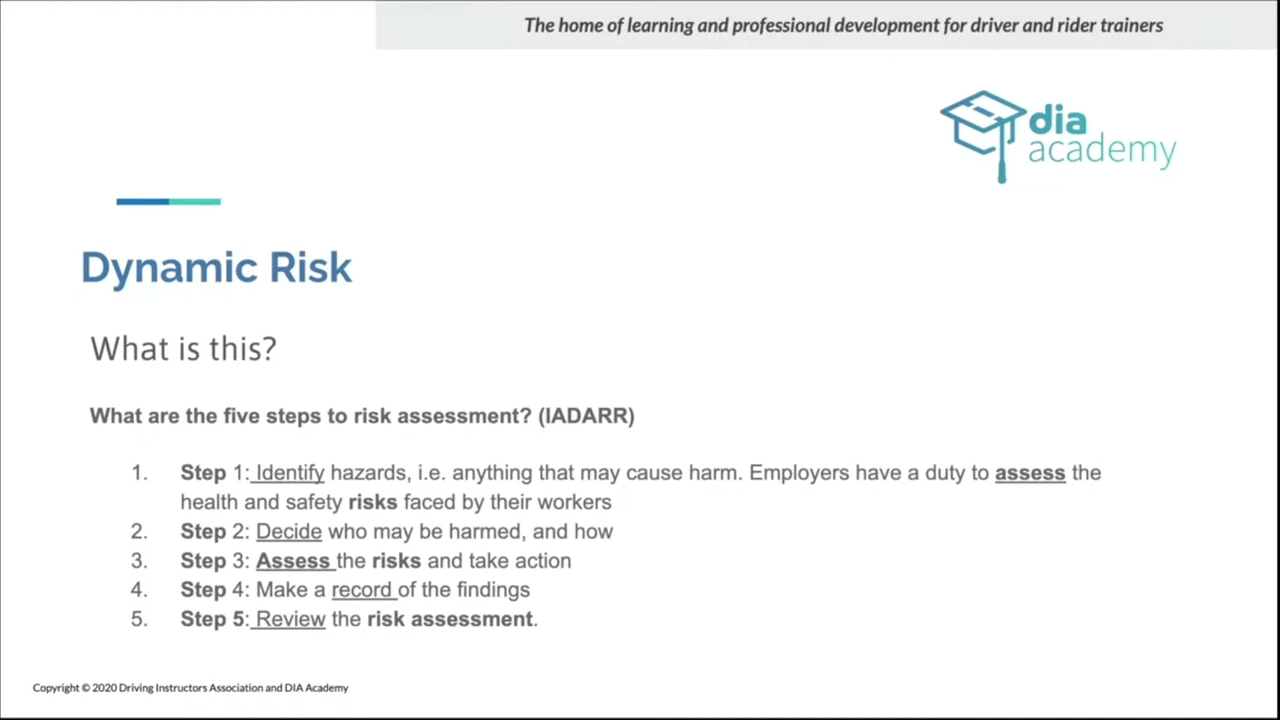 The home of learning and professional development for driver and rider trainers
dia
academy
Dynamic Risk
What is this?
What are the five steps to risk assessment? (IADARR)
1. Step 1: Identify hazards, i.e. anything that may cause harm. Employers have a duty to assess the
health and safety risks faced by their workers
2. Step 2: Decide who may be harmed, and how
3. Step 3: Assess the risks and take action
4. Step 4: Make a record of the findings
5. Step 5: Review the risk assessment.
Copyright © 2020 Driving Instructors Association and DIA Academy